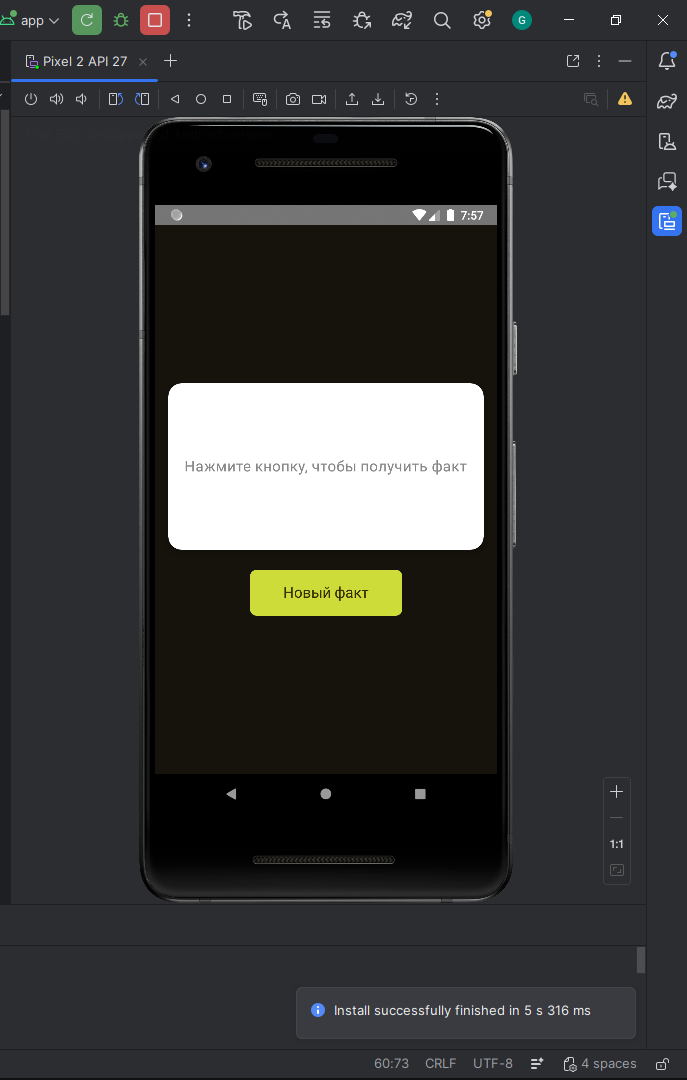 app
G
Pixel 2 API 27
7:57
Нажмите кнопку, чтобы получить факт
Новый факт
1:1
Install successfully finished in 5 s 316 ms
60:73 CRLF UTF-8 4 spaces